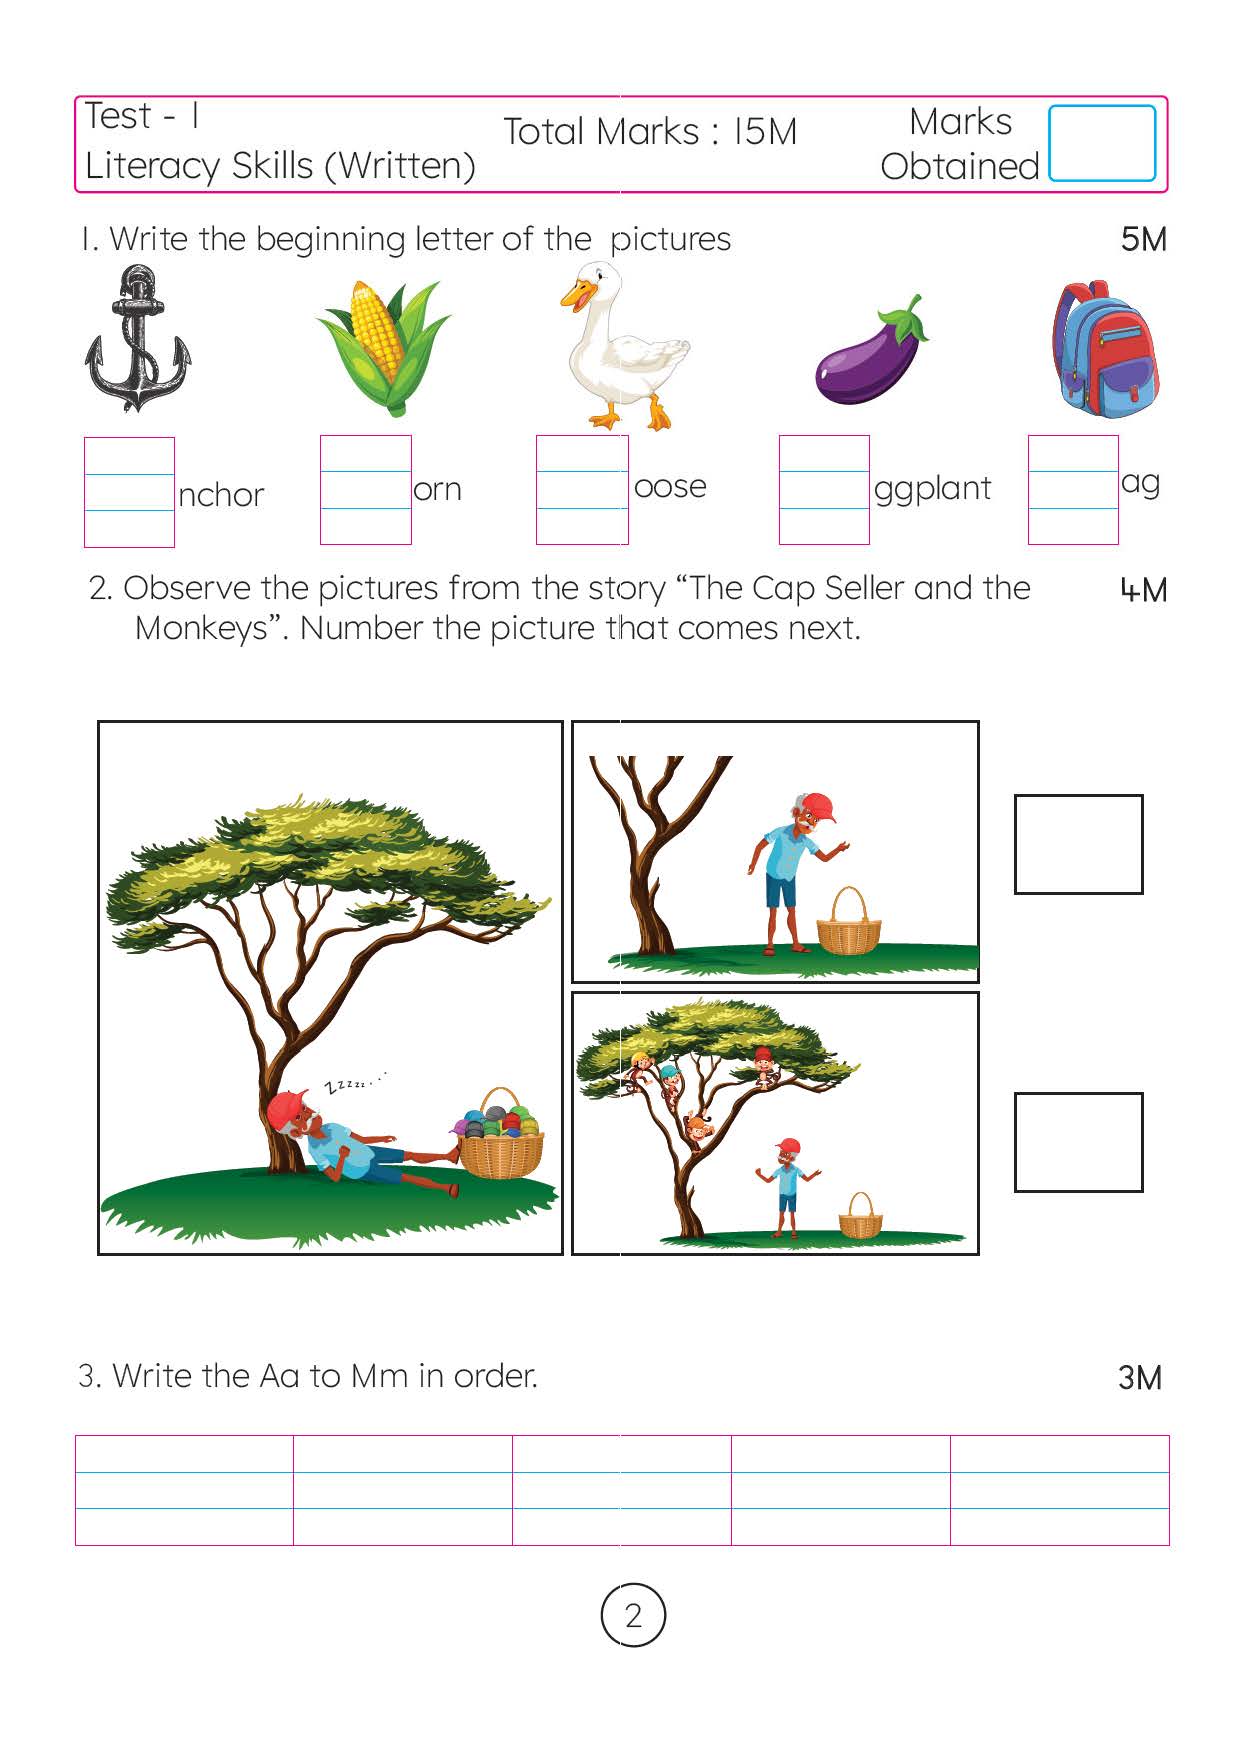 Test - 1
Literacy Skills (Written)
Total Marks : 15M
Marks
Obtained
1. Write the beginning letter of the pictures
5M
nchor
orn
oose
ggplant
ag
2. Observe the pictures from the story “The Cap Seller and the
4M
Monkeys”. Number the picture that comes next.
Zzzzz...
3. Write the Aa to Mm in order.
3M
2